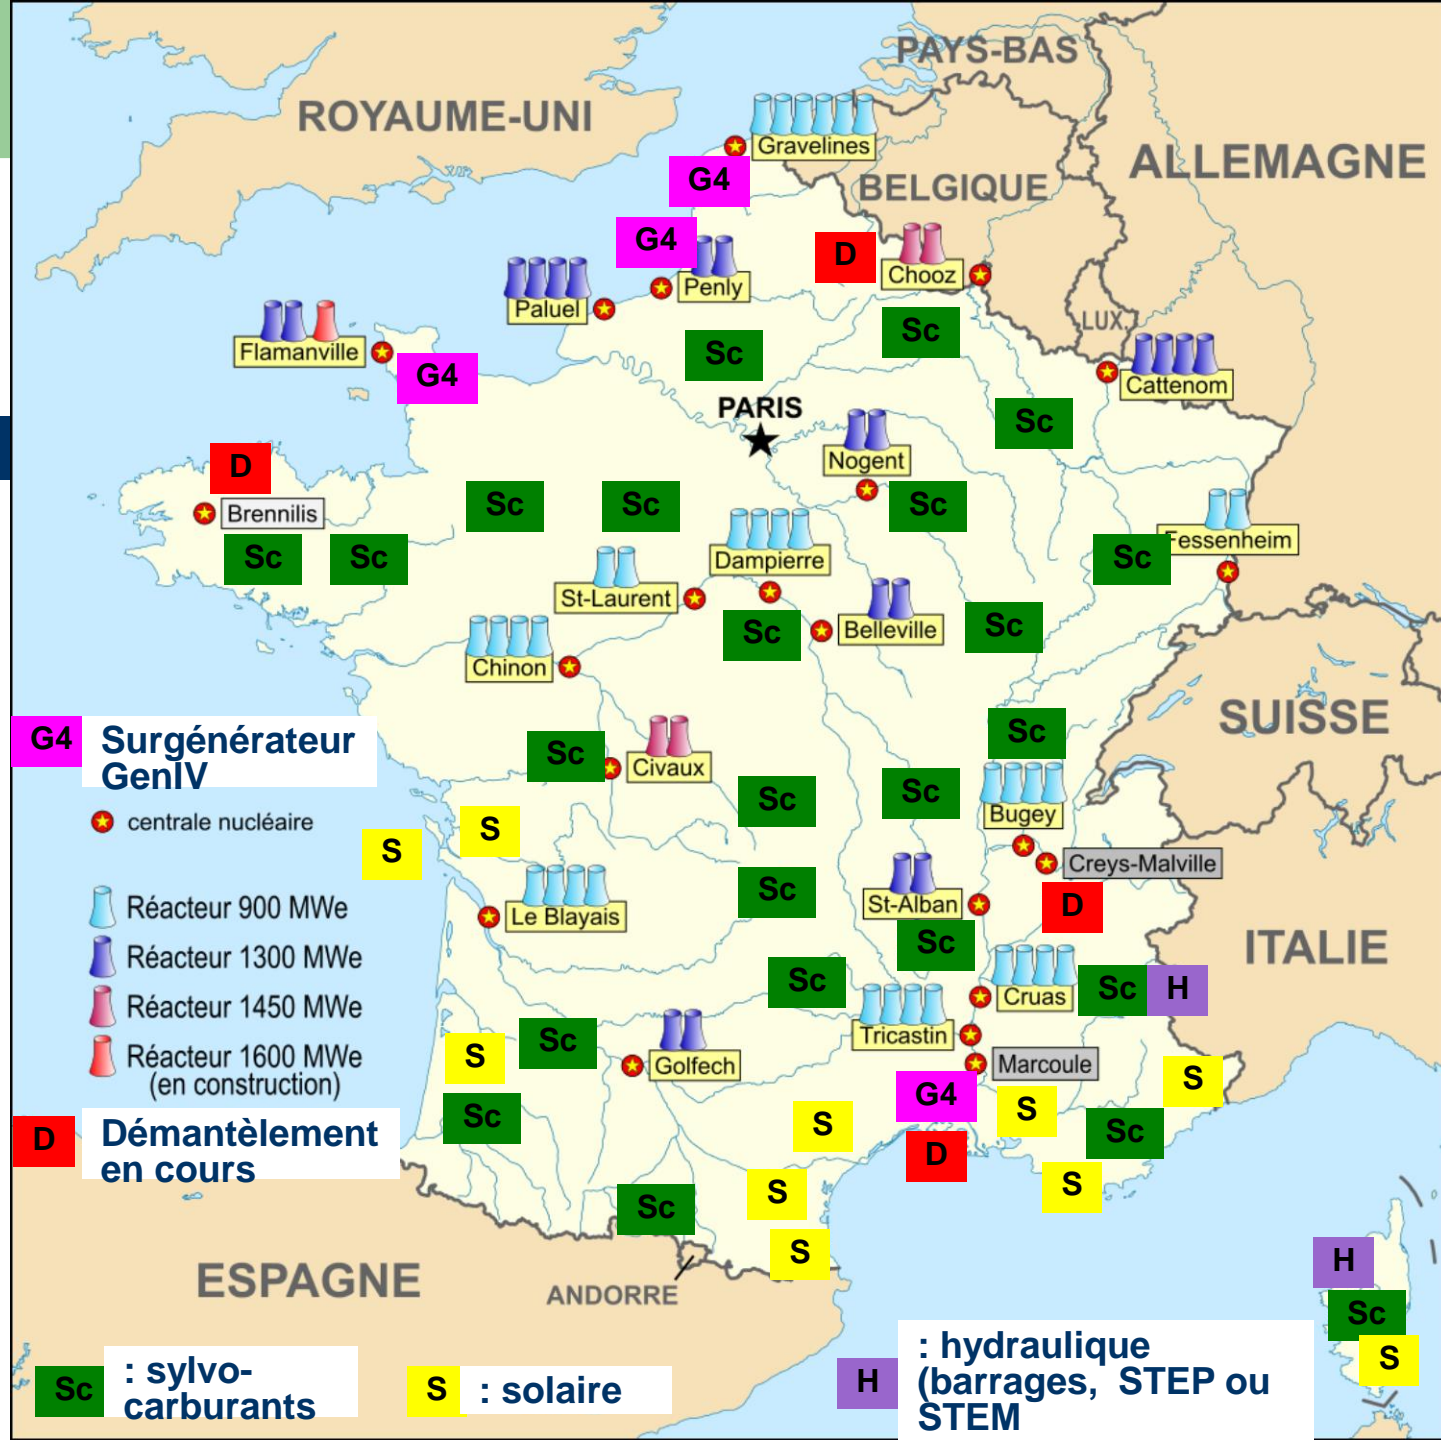 PAYS-BAS
ROYAUME-UNI
Gravelines
ALLEMAGNE
G4
BELGIQUE
G4
D
Chooz
Penly
Paluel
LUX.
Flamanville
Sc
Sc
G4
Cattenom
PARIS
Sc
Nogent
D
Brennilis
Sc
Sc
Sc
Fessenheim
Dampierre
Sc
Sc
Sc
St-Laurent
Sc
Belleville
Sc
Chinon
SUISSE
G4
Surgénérateur
GenIV
Sc
Sc
Civaux
centrale nucléaire
S
S
Sc
Sc
Bugey
Creys-Malville
Réacteur 900 MWe
Le Blayais
Sc
St-Alban
D
Réacteur 1300 MWe
Sc
ITALIE
Réacteur 1450 MWe
Sc
Cruas
Sc
H
Réacteur 1600 MWe
(en construction)
S
Sc
Golfech
Tricastin
Marcoule
D
Démantèlement
en cours
Sc
S
G4
S
S
Sc
D
S
S
Sc
S
ESPAGNE
ANDORRE
H
Sc
S
Sc
: sylvo-
carburants
S
: solaire
H
: hydraulique
(barrages, STEP ou
STEM